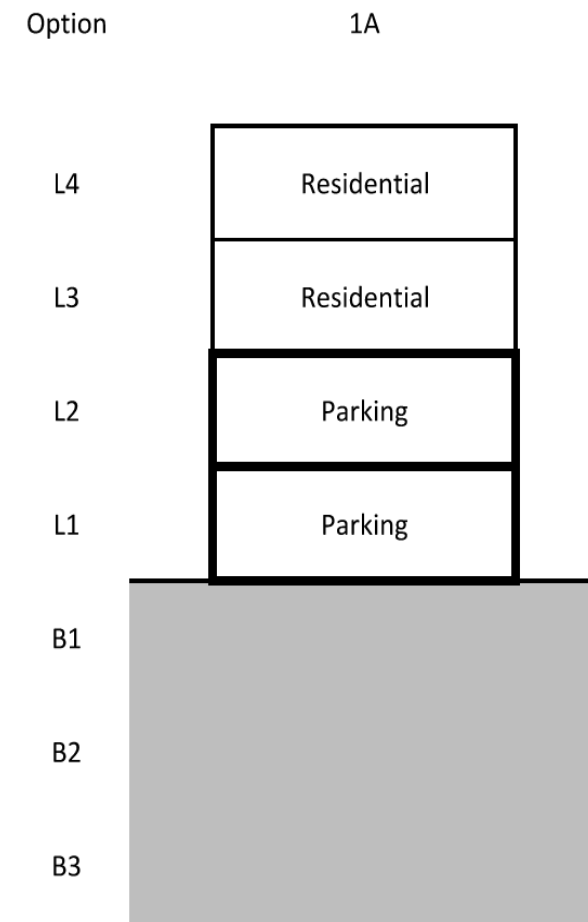 Option 1A
L4 Residential
L3 Residential
L2 Parking
L1 Parking
B1
B2
B3